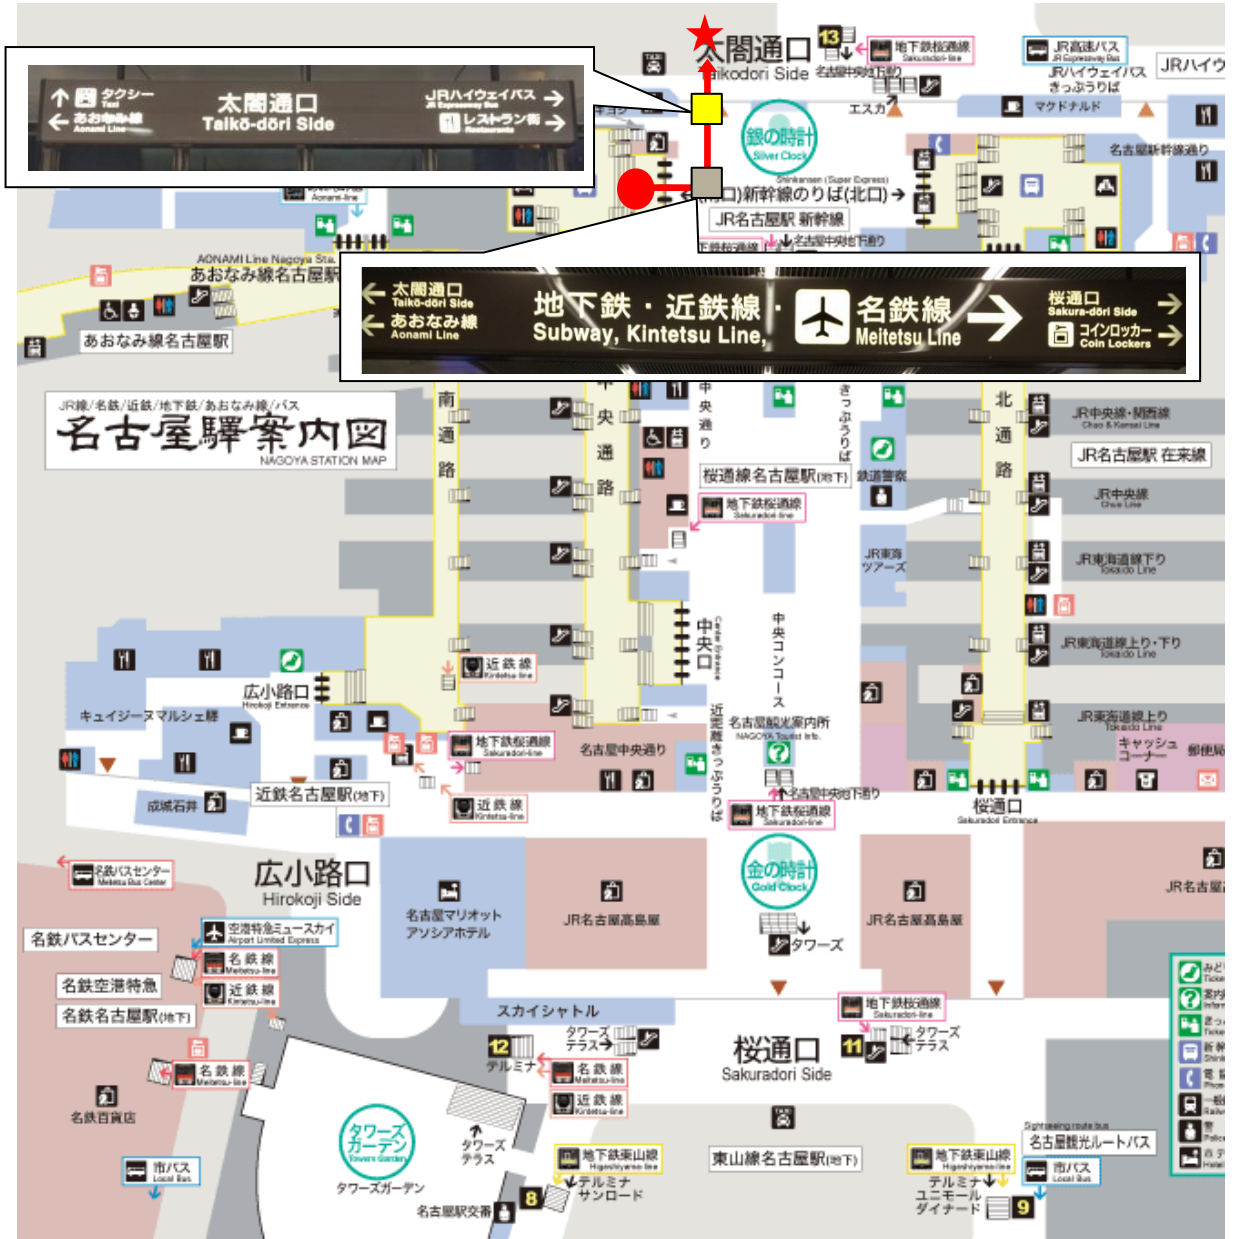 太閤通口
Taikodori Side
13
地下鉄桜通線
Sakuradori-line
名古屋中央地下通り
JR高速バス
JR Expressway Bus
JRハイウェイバス
きっぷうりば
エスカ
マクドナルド
銀の時計
Silver Clock
名古屋新幹線通り
タクシー
Taxi
あおなみ線
Aonami Line
太閤通口
Taikō-dōri Side
JRハイウェイバス
JR Expressway Bus
レストラン街
Restaurants
Aonami-line
Shinkansen (Super Express)
新幹線のりば(北口)
JR名古屋駅 新幹線
名古屋中央地下通り
AONAMI Line Nagoya Sta.
あおなみ線名古屋駅
あおなみ線名古屋駅
太閤通口
Taikō-dōri Side
あおなみ線
Aonami Line
地下鉄・近鉄線・名鉄線
Subway, Kintetsu Line, Meitetsu Line
桜通口
Sakura-dōri Side
コインロッカー
Coin Lockers
JR線/名鉄/近鉄/地下鉄/あおなみ線/バス
名古屋驛案内図
NAGOYA STATION MAP
南通路
中央通路
中央通り
きっぷうりば
北通路
JR中央線・関西線
Chuo & Kansai Line
JR名古屋駅 在来線
桜通線名古屋駅(地下)
鉄道警察
地下鉄桜通線
Sakuradori-line
JR中央線
Chuo Line
JR東海
ツアーズ
JR東海道線下り
Tokaido Line
中央口
Center Entrance
中央コンコース
JR東海道線上り・下り
Tokaido Line
近鉄線
Kintetsu-line
広小路口
Hirokoji Entrance
キュイジーヌマルシェ驛
近距離きっぷうりば
名古屋観光案内所
NAGOYA Tourist Info.
JR東海道線上り
Tokaido Line
地下鉄桜通線
Sakuradori-line
名古屋中央通り
キャッシュ
コーナー
郵便局
近鉄名古屋駅(地下)
成城石井
近鉄線
Kintetsu-line
名古屋中央地下通り
地下鉄桜通線
Sakuradori-line
桜通口
Sakuradori Entrance
名鉄バスセンター
Meitetsu Bus Center
広小路口
Hirokoji Side
金の時計
Gold Clock
名古屋マリオット
アソシアホテル
JR名古屋髙島屋
JR名古屋髙島屋
タワーズ
名鉄バスセンター
空港特急ミュースカイ
Airport Limited Express
名鉄線
Meitetsu-line
近鉄線
Kintetsu-line
名鉄空港特急
名鉄名古屋駅(地下)
スカイシャトル
タワーズ
テラス
12
テルミナ
名鉄線
Meitetsu-line
近鉄線
Kintetsu-line
桜通口
Sakuradori Side
地下鉄桜通線
Sakuradori-line
11
タワーズ
テラス
名鉄線
Meitetsu-line
名鉄百貨店
タワーズ
ガーデン
Towers Garden
タワーズガーデン
タワーズ
テラス
市バス
Local Bus
名古屋駅交番
8
地下鉄東山線
Higashiyama-line
テルミナ
サンロード
東山線名古屋駅(地下)
地下鉄東山線
Higashiyama-line
テルミナ
ユニモール
ダイナード
9
Sightseeing route bus
名古屋観光ルートバス
市バス
Local Bus